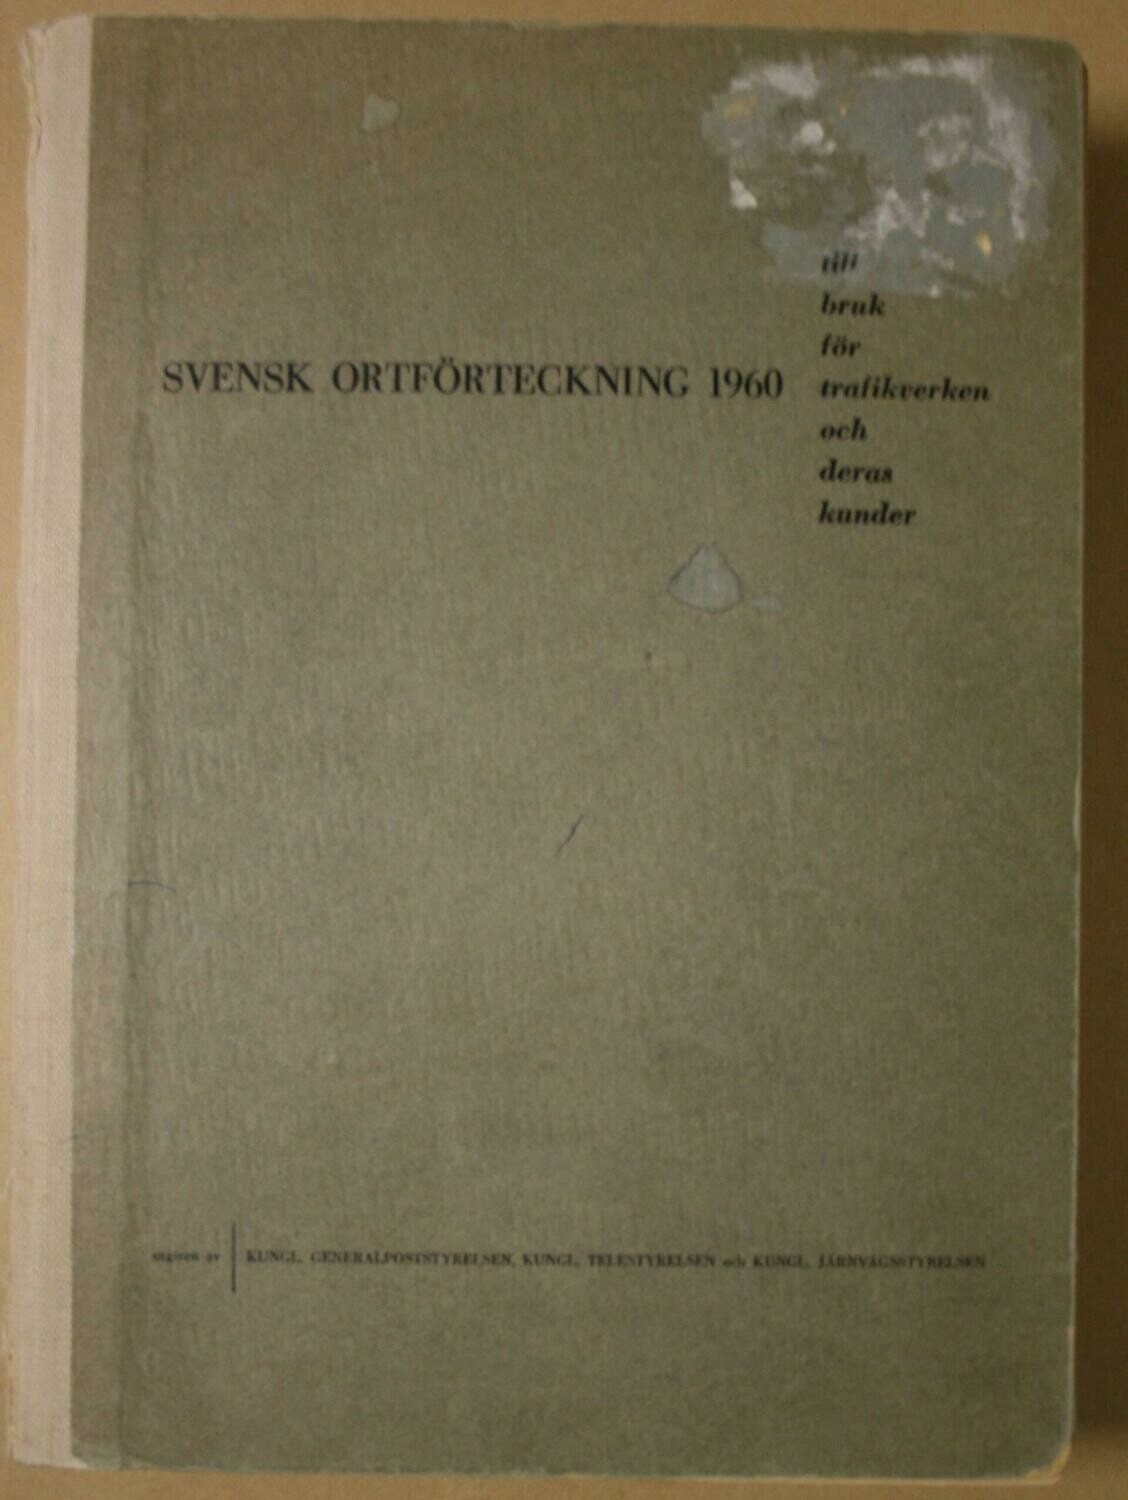 till
bruk
för
SVENSK ORTFÖRTECKNING 1960
trafikverken
och
deras
kunder
utgiven av
KUNGL. GENERALPOSTSTYRELSEN, KUNGL. TELESTYRELSEN och KUNGL. JÄRNVÄGSSTYRELSEN